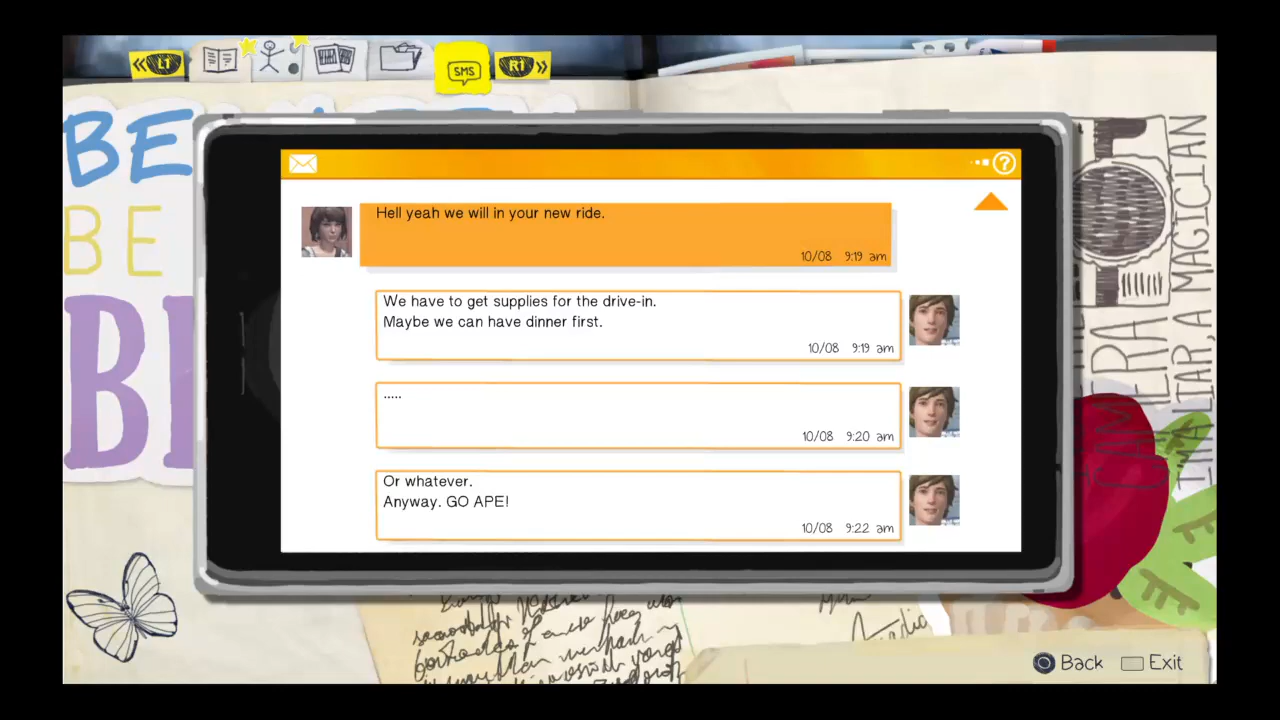 LT
SMS
R1
BE
BE
BE
Hell yeah we will in your new ride.
10/08 9:19 am
We have to get supplies for the drive-in.
Maybe we can have dinner first.
10/08 9:19 am
.....
10/08 9:20 am
Or whatever.
Anyway. GO APE!
10/08 9:22 am
A MAGICIAN
Back
Exit